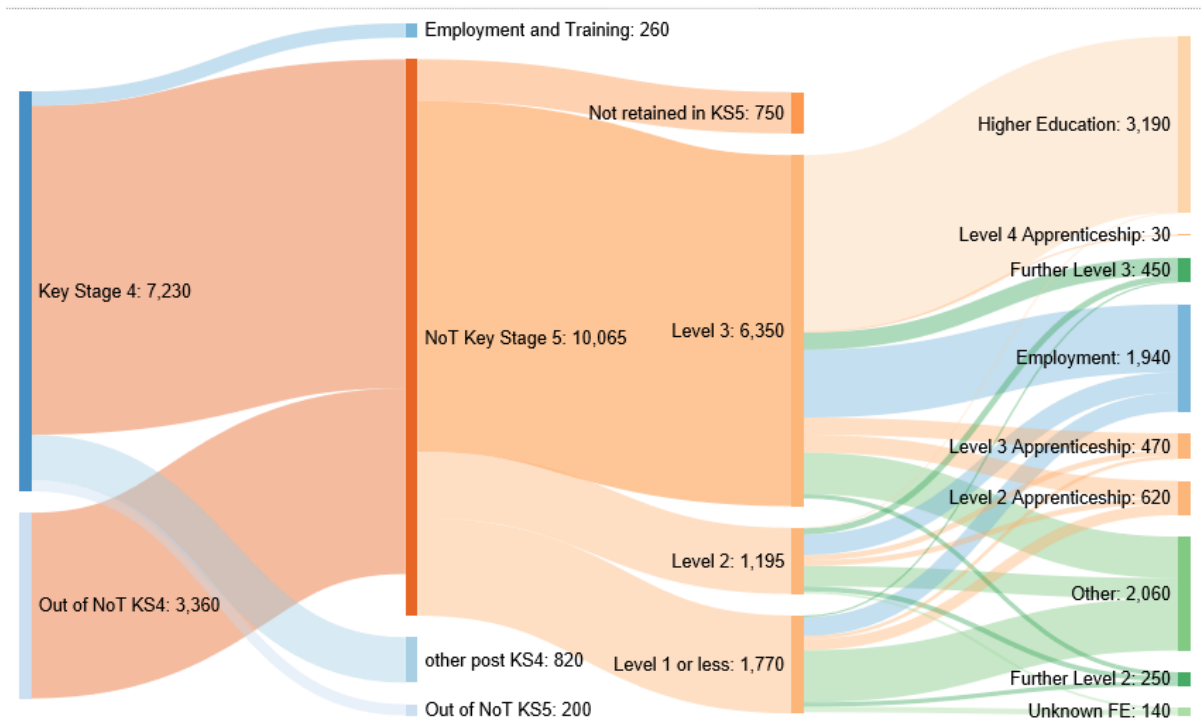 Employment and Training: 260
Key Stage 4: 7,230
Out of NoT KS4: 3,360
NoT Key Stage 5: 10,065
other post KS4: 820
Out of NoT KS5: 200
Not retained in KS5: 750
Level 3: 6,350
Level 2: 1,195
Level 1 or less: 1,770
Higher Education: 3,190
Level 4 Apprenticeship: 30
Further Level 3: 450
Employment: 1,940
Level 3 Apprenticeship: 470
Level 2 Apprenticeship: 620
Other: 2,060
Further Level 2: 250
Unknown FE: 140